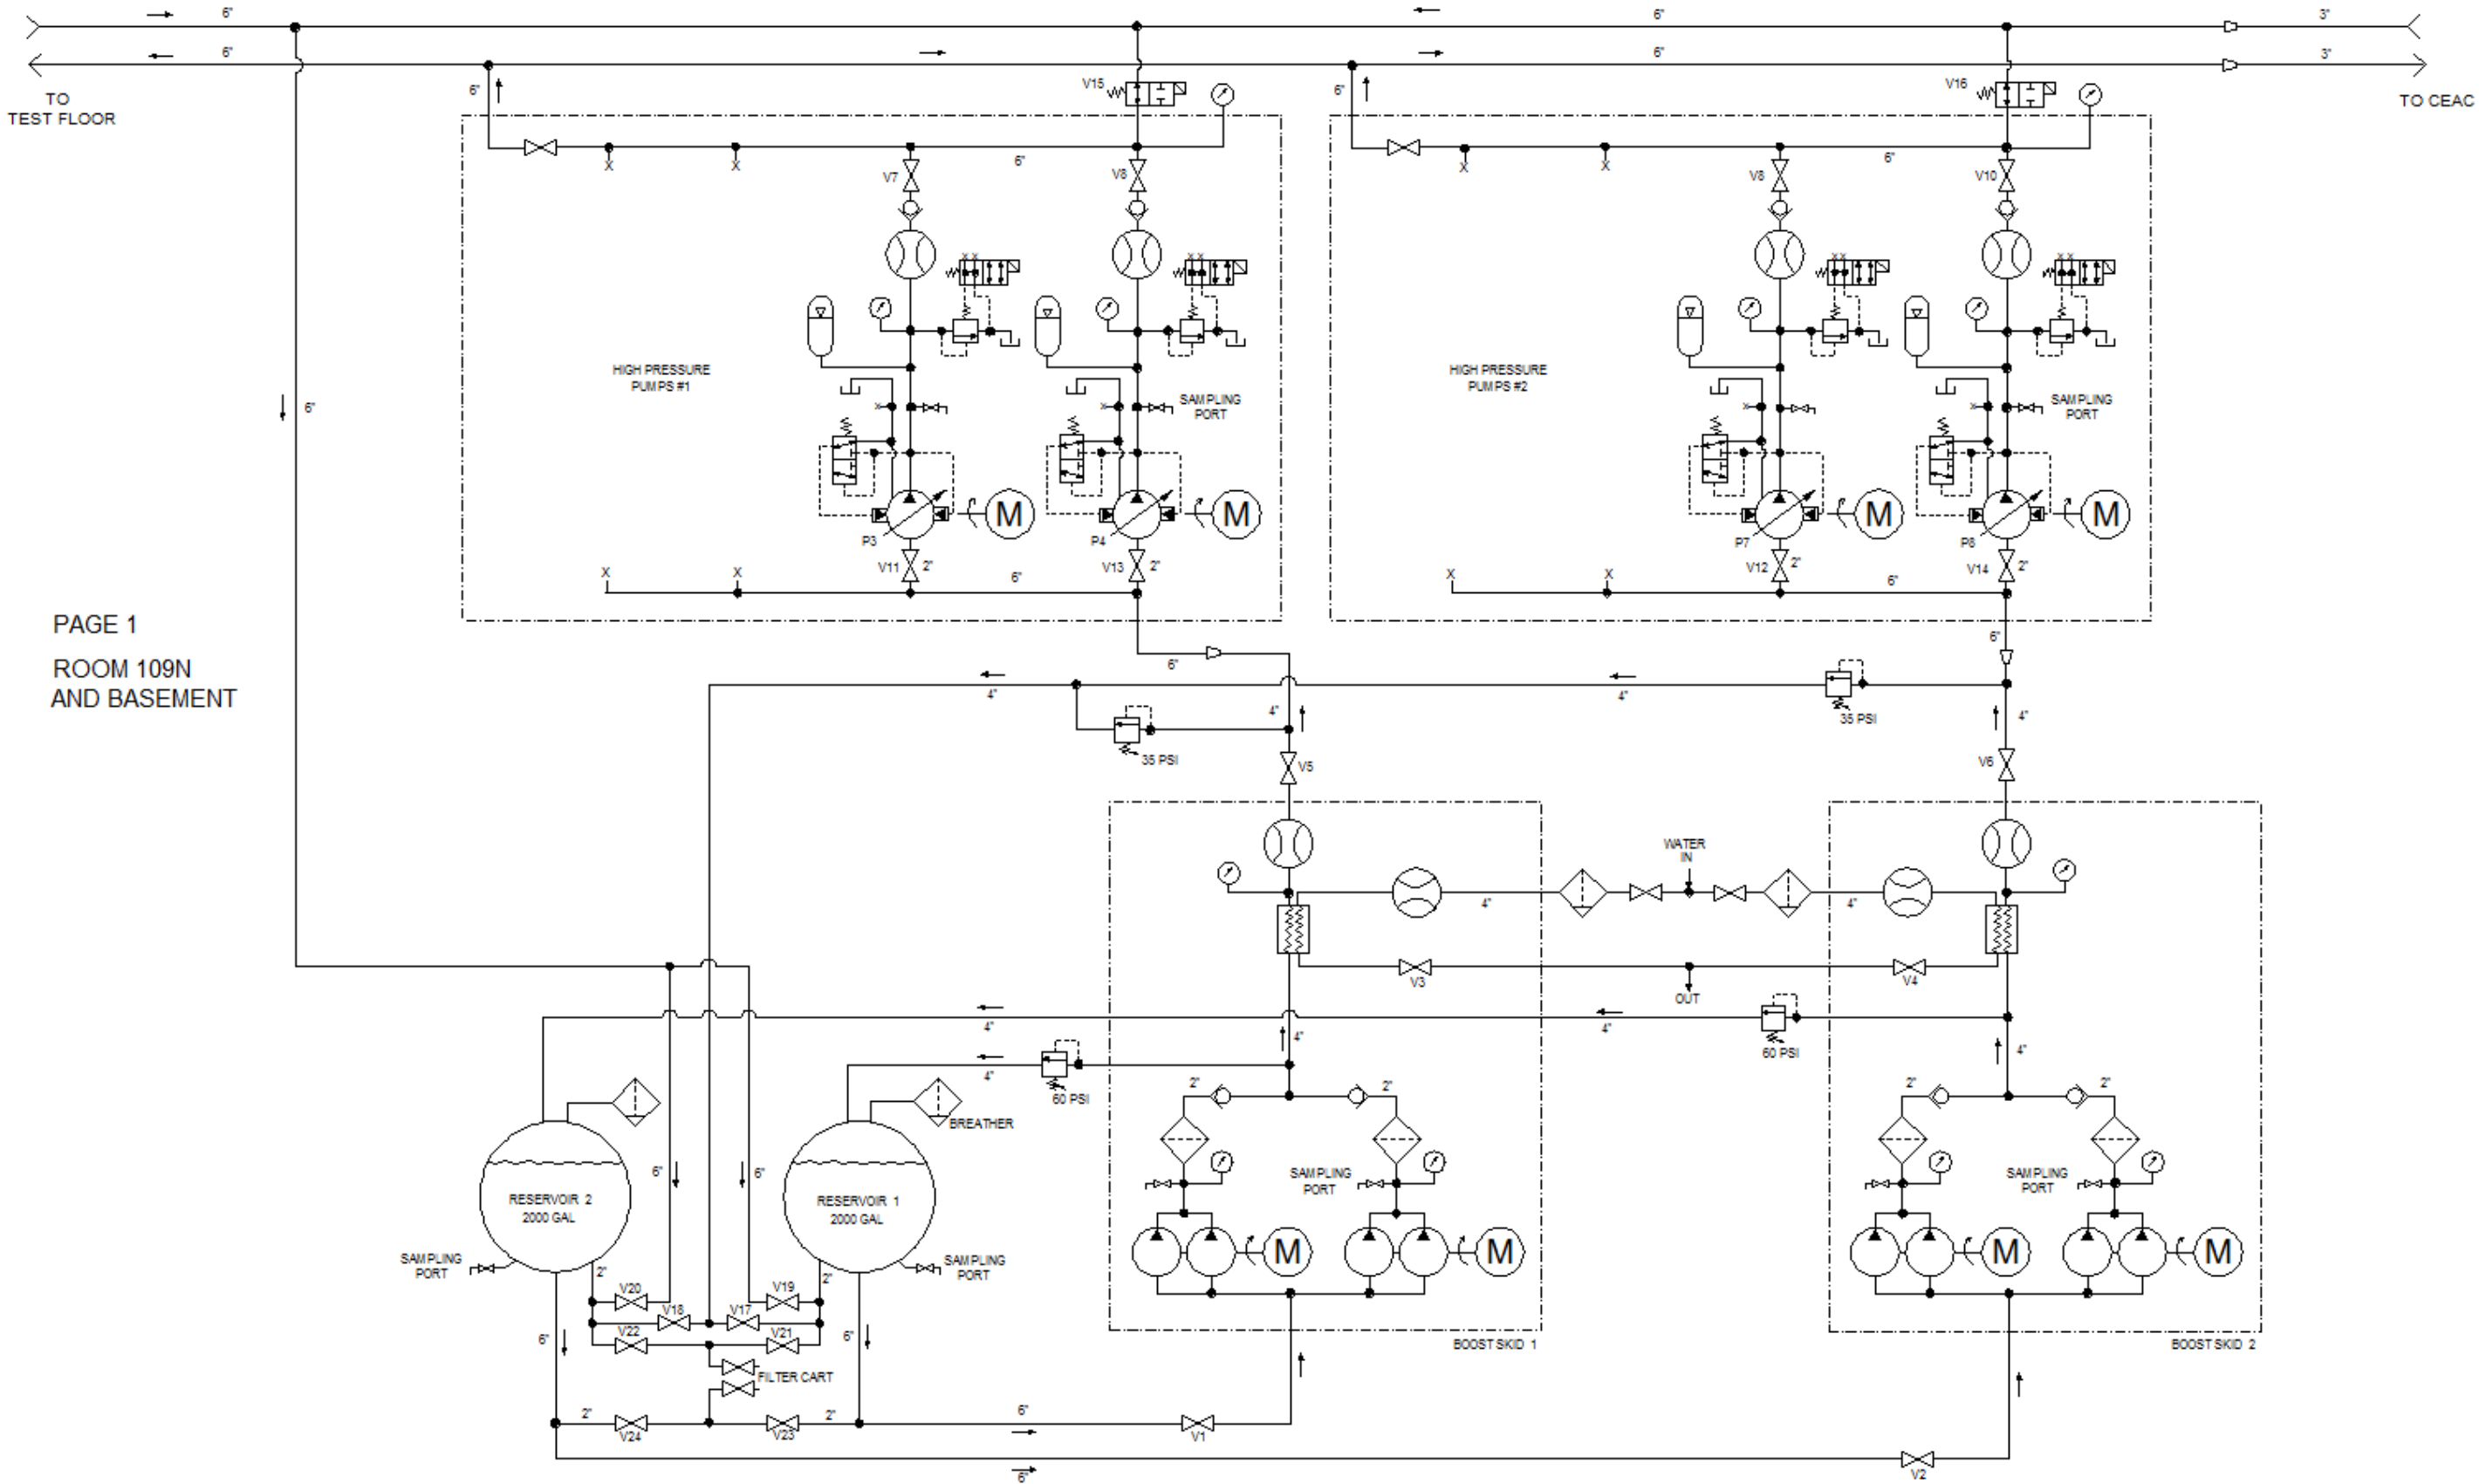 6"
6"
3"
6"
6"
3"
TO
TEST FLOOR
TO CEAC
6"
V15
6"
V16
6"
6"
V7
V8
V8
V10
x x
x x
x x
x x
HIGH PRESSURE
PUMPS #1
HIGH PRESSURE
PUMPS #2
SAMPLING
PORT
SAMPLING
PORT
6"
X
X
X
X
x
x
x
x
M
M
M
M
P3
P4
P7
P8
V11
2"
V13
2"
V12
2"
V14
2"
X
X
6"
X
X
6"
PAGE 1
ROOM 109N
AND BASEMENT
6"
6"
4"
4"
4"
4"
35 PSI
35 PSI
V5
V6
WATER
IN
4"
4"
V3
V4
OUT
4"
4"
4"
4"
4"
60 PSI
60 PSI
2"
2"
2"
2"
BREATHER
6"
6"
RESERVOIR 2
2000 GAL
RESERVOIR 1
2000 GAL
SAMPLING
PORT
SAMPLING
PORT
M
M
M
M
SAMPLING
PORT
SAMPLING
PORT
2"
2"
V20
V19
V18
V17
V22
V21
6"
6"
FILTER CART
BOOST SKID 1
BOOST SKID 2
2"
2"
V24
V23
6"
V1
6"
V2